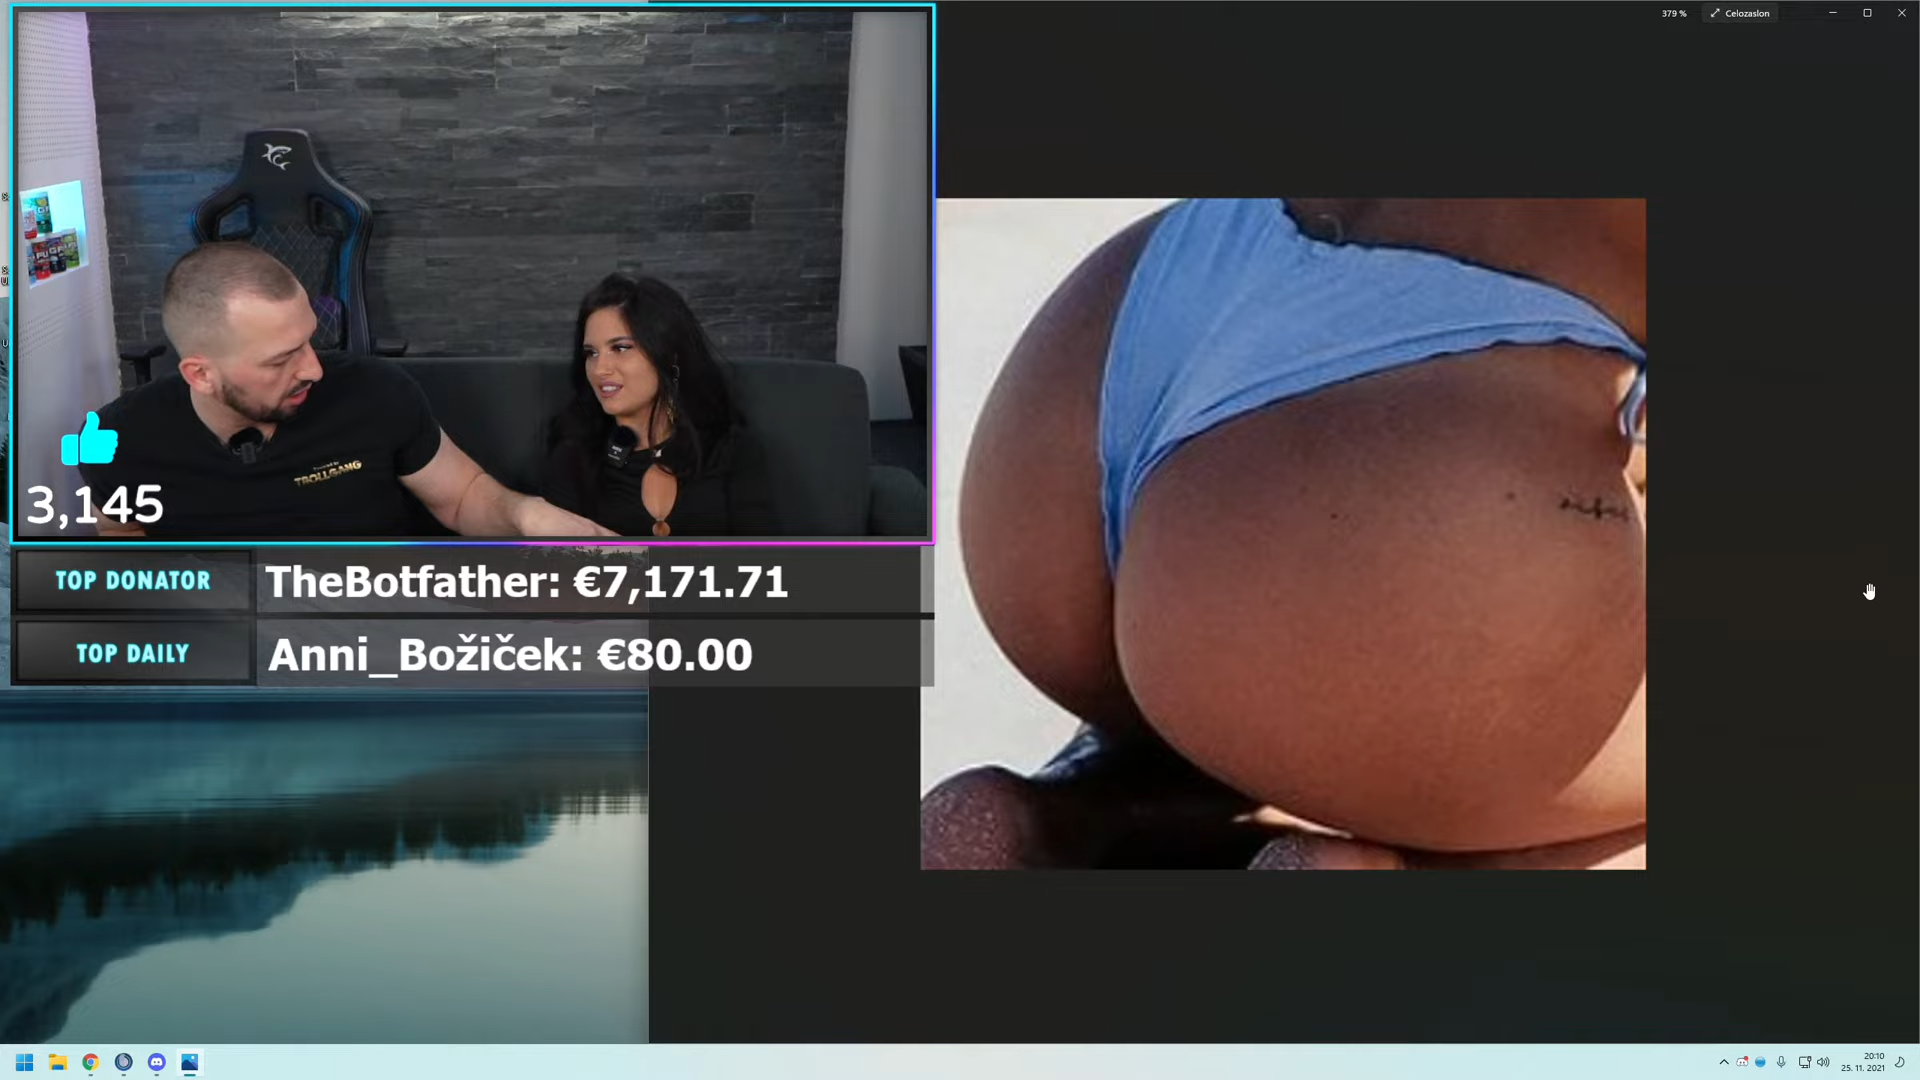 379 %
Celozaslon
TROLLGANG
3,145
TOP DONATOR
TheBotfather: €7,171.71
TOP DAILY
Anni_Božiček: €80.00
20:10
25. 11. 2021